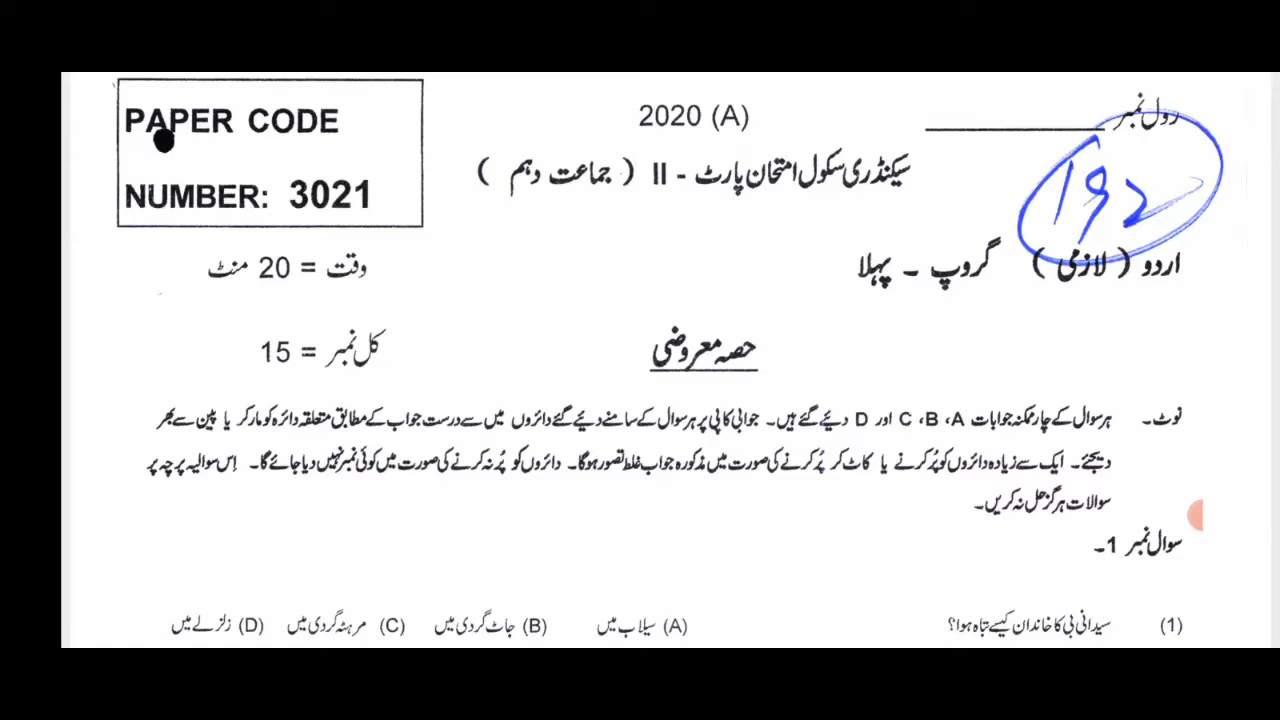 PAPER CODE
NUMBER: 3021
2020 (A)
رول نمبر
سیکنڈری سکول امتحان پارٹ - II ( جماعت دہم )
اردو ( لازمی ) گروپ ۔ پہلا
وقت = 20 منٹ
حصہ معروضی
کل نمبر = 15
نوٹ۔ ہر سوال کے چار ممکنہ جوابات A، B، C اور D دیئے گئے ہیں۔ جوابی کاپی پر ہر سوال کے سامنے دیئے گئے دائروں میں سے درست جواب کے مطابق متعلقہ دائرہ کو مارکر یا پین سے بھر
دیجئے۔ ایک سے زیادہ دائروں کو پُر کرنے یا کاٹ کر پُر کرنے کی صورت میں مذکورہ جواب غلط تصور ہوگا۔ دائروں کو پُر نہ کرنے کی صورت میں کوئی نمبر نہیں دیا جائے گا۔ اِس سوالیہ پرچہ پر
سوالات ہرگز حل نہ کریں۔
سوال نمبر 1۔
(1) سیدانی بی کا خاندان کیسے تباہ ہوا؟ (A) سیلاب میں (B) جاٹ گردی میں (C) مرہٹہ گردی میں (D) زلزلے میں